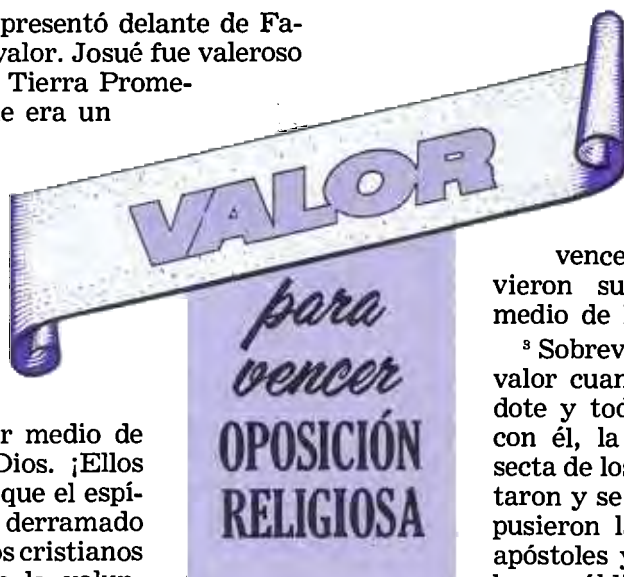 presentó delante de Fa-
valor. Josué fue valeroso
Tierra Prome-
e era un
VALOR
para
vencer
OPOSICIÓN
RELIGIOSA
r medio de
Dios. ¡Ellos
que el espí-
derramado
os cristianos
vence
vieron su
medio de
³ Sobrev
valor cuan
dote y tod
con él, la
secta de los
taron y se
pusieron la
apóstoles y